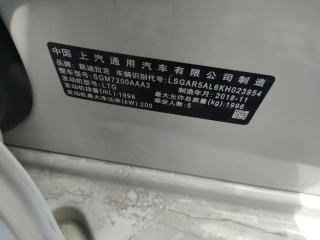 中国 上汽通用汽车有限公司制造
品牌：凯迪拉克 车辆识别代号：LSGAR5AL6KH023954
整车型号：SGM7200AAA3 制造年月：2018-11
发动机型号：LTG 最大允许总质量(kg)：1996
发动机排量(mL)：1998 乘坐人数：5
发动机最大净功率(kW)：200